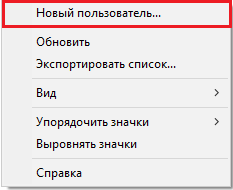 Новый пользователь...
Обновить
Экспортировать список...
Вид
Упорядочить значки
Выровнять значки
Справка